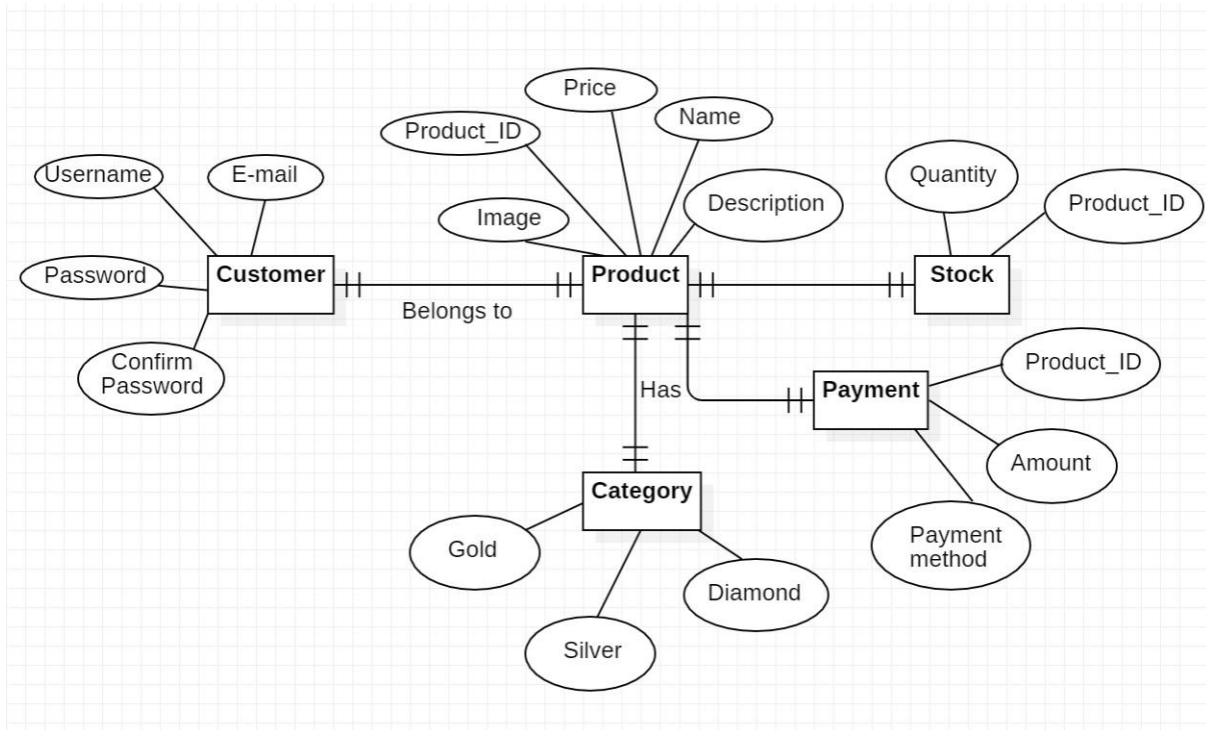 Price
Name
Product_ID
Username
E-mail
Quantity
Description
Product_ID
Image
Password
Customer
Product
Stock
Belongs to
Confirm
Password
Product_ID
Has
Payment
Amount
Category
Payment
method
Gold
Diamond
Silver